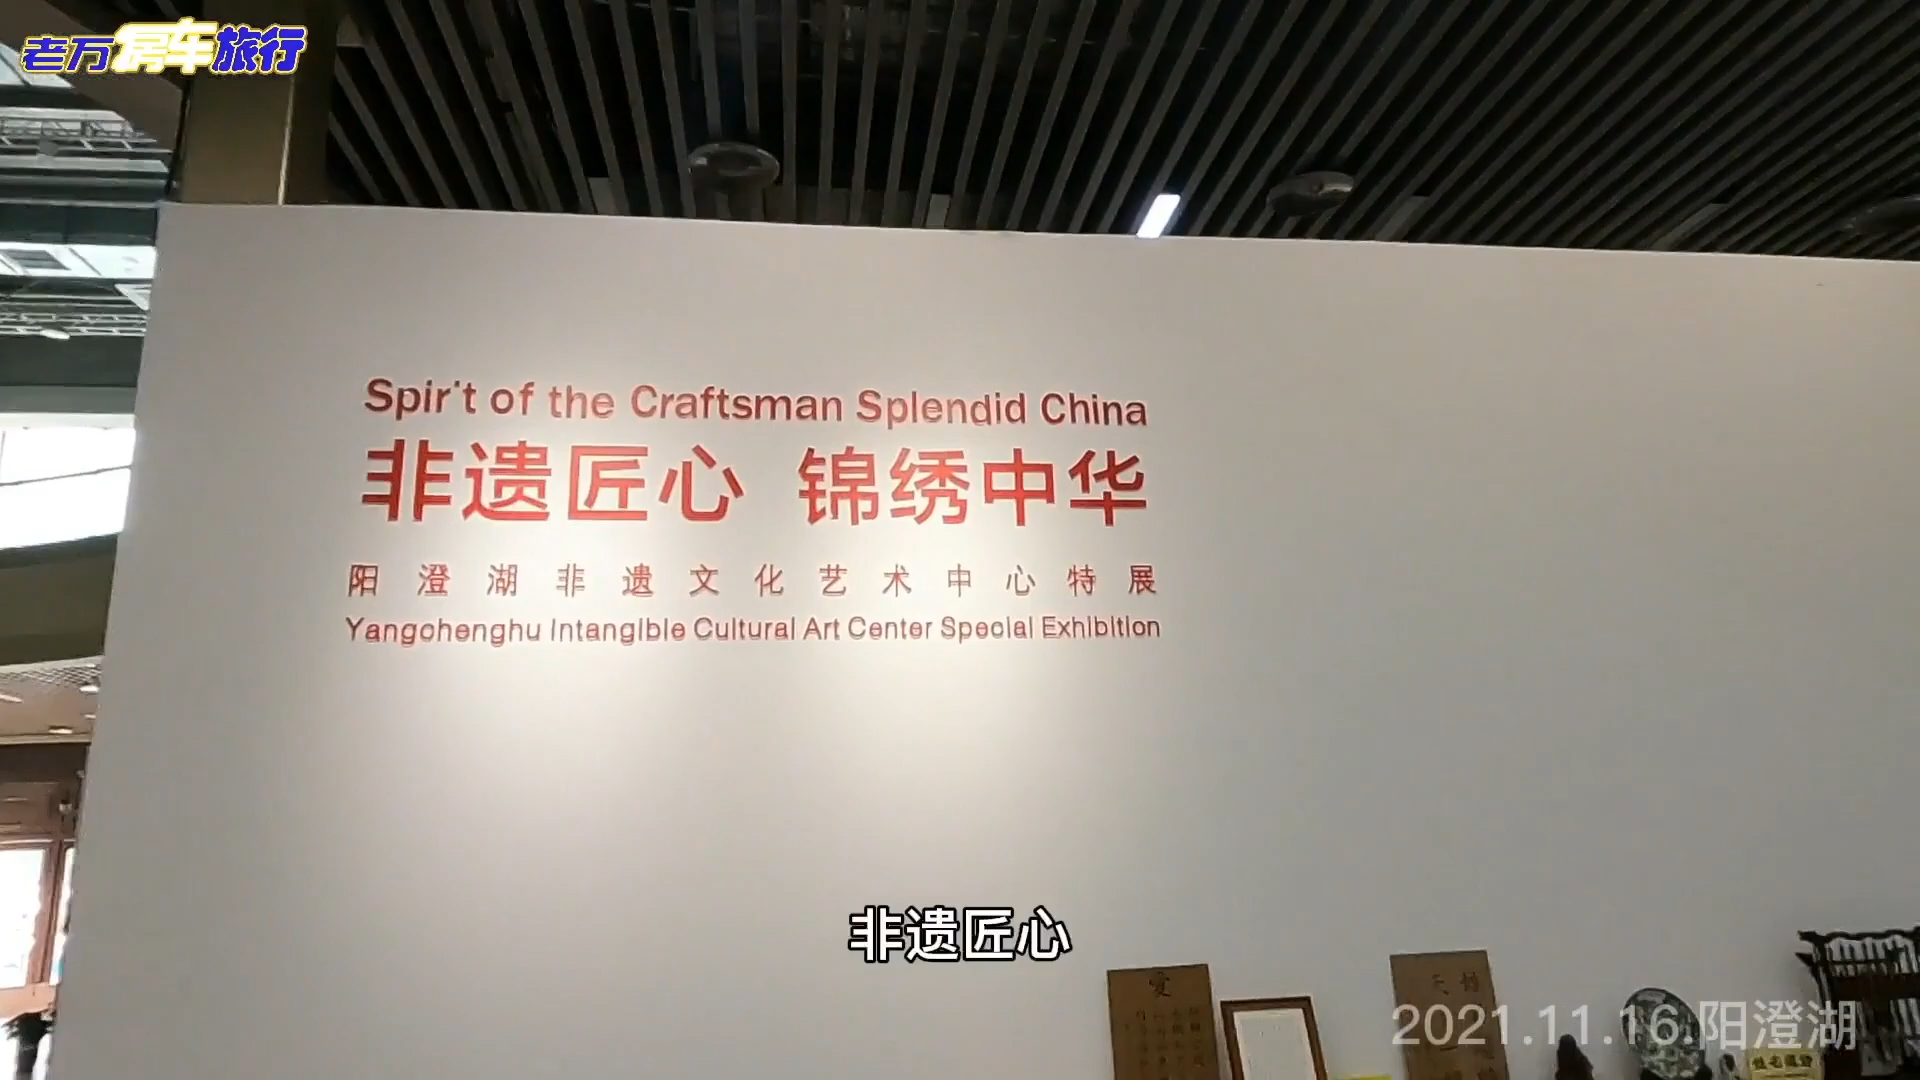 老万房车旅行
Spir't of the Craftsman Splendid China
非遗匠心 锦绣中华
阳澄湖非遗文化艺术中心特展
Yangchenghu Intangible Cultural Art Center Special Exhibition
非遗匠心
爱
2021.11.16.阳澄湖